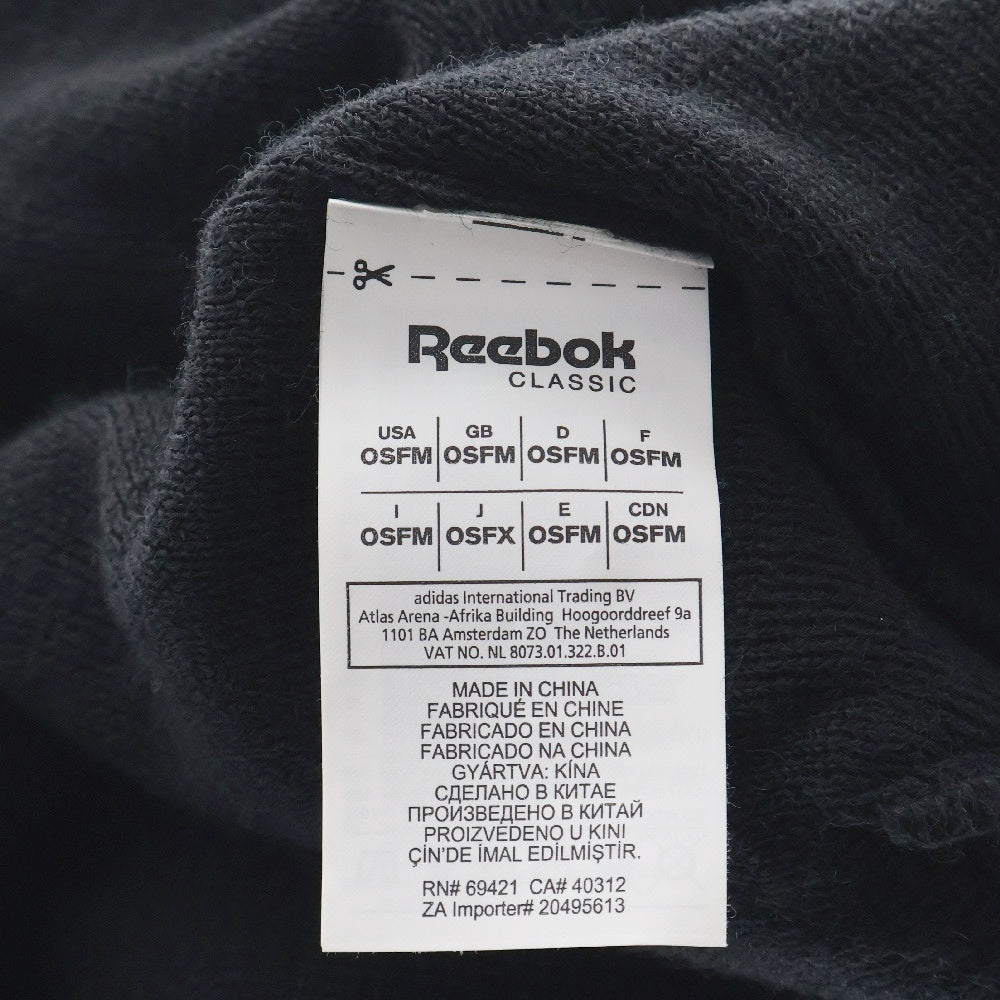 Reebok
CLASSIC
USA GB D F
OSFM OSFM OSFM OSFM
I J E CDN
OSFM OSFX OSFM OSFM
adidas International Trading BV
Atlas Arena -Afrika Building Hoogoorddreef 9a
1101 BA Amsterdam ZO The Netherlands
VAT NO. NL 8073.01.322.B.01
MADE IN CHINA
FABRIQUÉ EN CHINE
FABRICADO EN CHINA
FABRICADO NA CHINA
GYÁRTVA: KÍNA
СДЕЛАНО В КИТАЕ
ПРОИЗВЕДЕНО В КИТАЙ
PROIZVEDENO U KINI
ÇİN'DE İMAL EDİLMİŞTİR.
RN# 69421 CA# 40312
ZA Importer# 20495613